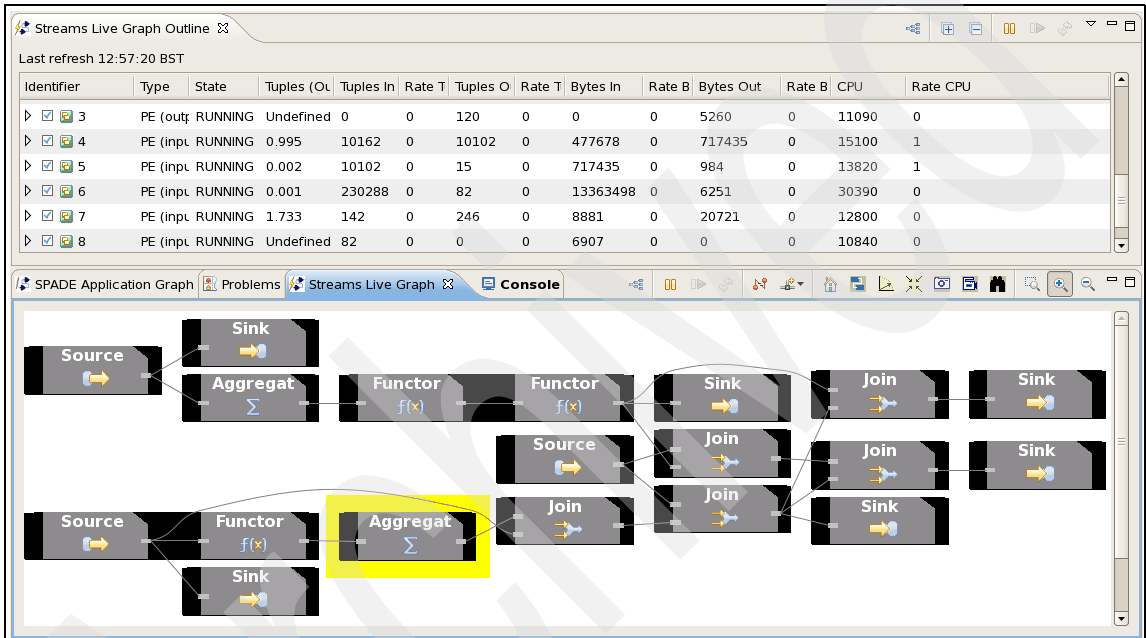 Streams Live Graph Outline
Last refresh 12:57:20 BST
Identifier Type State Tuples (Ou Tuples In Rate T Tuples O Rate T Bytes In Rate B Bytes Out Rate B CPU Rate CPU
3 PE (outp RUNNING Undefined 0 0 120 0 0 0 5260 0 11090 0
4 PE (inpu RUNNING 0.995 10162 0 10102 0 477678 0 717435 0 15100 1
5 PE (inpu RUNNING 0.002 10102 0 15 0 717435 0 984 0 13820 1
6 PE (inpu RUNNING 0.001 230288 0 82 0 13363498 0 6251 0 30390 0
7 PE (inpu RUNNING 1.733 142 0 246 0 8881 0 20721 0 12800 0
8 PE (inpu RUNNING Undefined 82 0 0 0 6907 0 0 0 10840 0
SPADE Application Graph Problems Streams Live Graph Console
Sink
Source
Aggregat Functor Functor Sink Join Sink
Σ f(x) f(x)
Source Join Join Sink
Source Functor Aggregat Join Join Sink
f(x) Σ
Sink